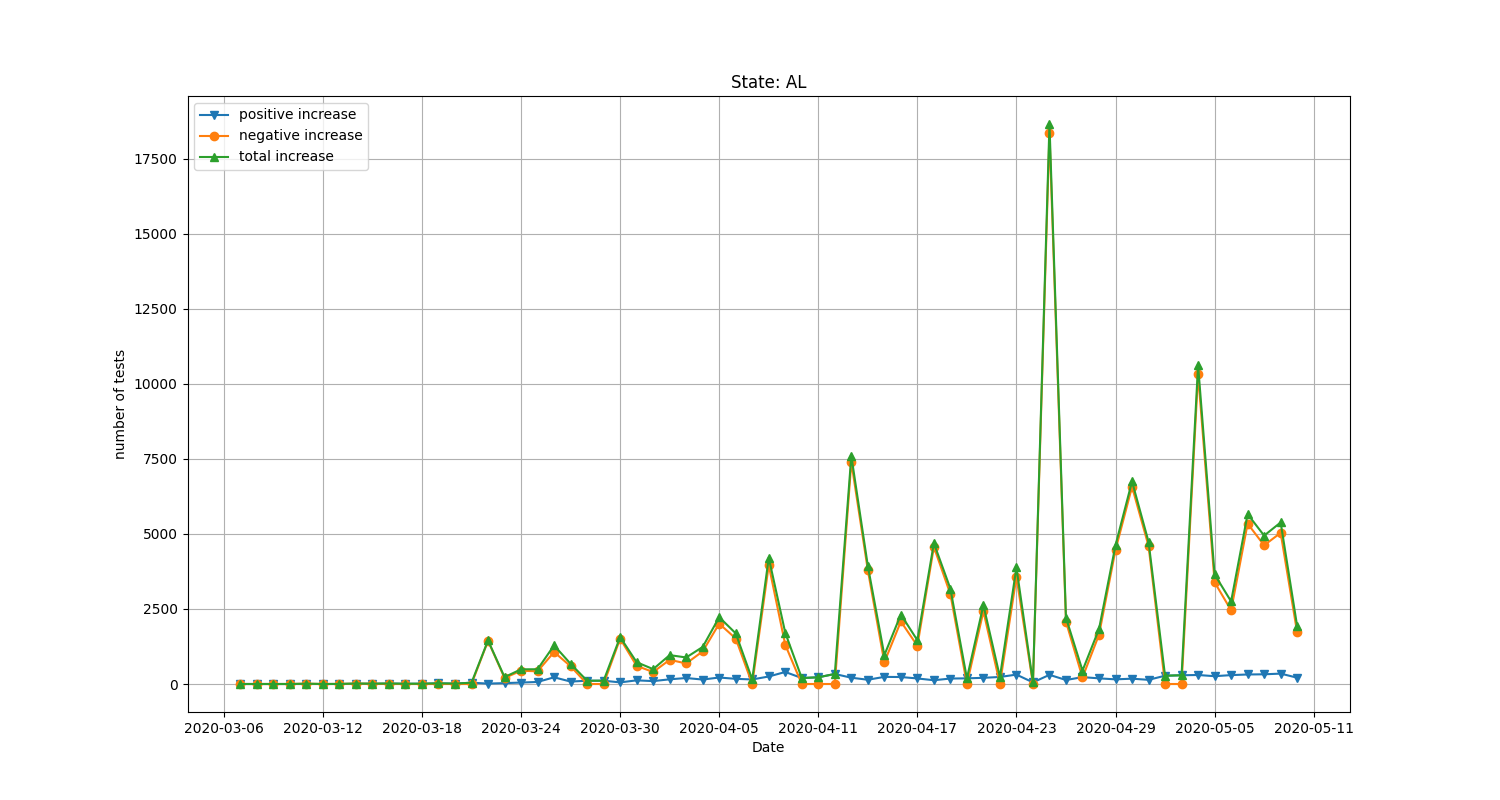 State: AL
positive increase
negative increase
total increase
17500
15000
12500
10000
7500
5000
2500
0
number of tests
2020-03-06 2020-03-12 2020-03-18 2020-03-24 2020-03-30 2020-04-05 2020-04-11 2020-04-17 2020-04-23 2020-04-29 2020-05-05 2020-05-11
Date